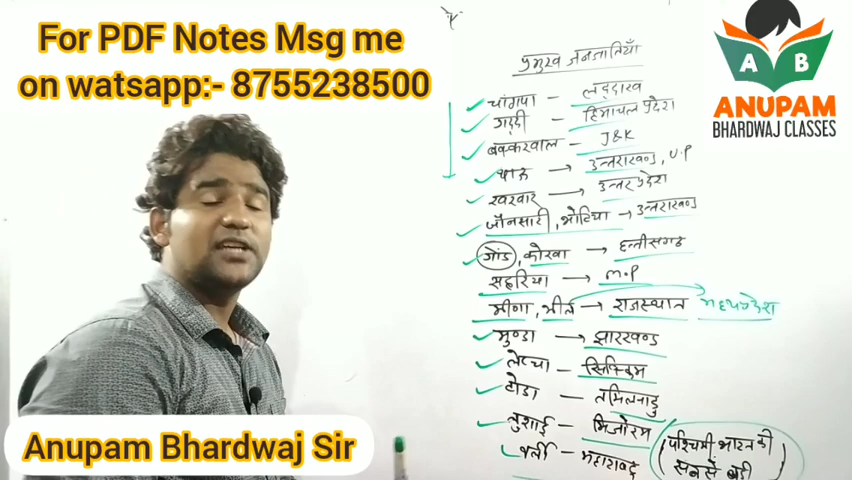 For PDF Notes Msg me
on watsapp:- 8755238500
प्रमुख जनजातियाँ
चांगपा - लद्दाख
गद्दी - हिमाचल प्रदेश
बक्करवाल - J&K
थारू → उत्तराखण्ड, U.P
खरवार → उत्तर प्रदेश
जौनसारी, भोटिया → उत्तराखण्ड
गोंड, कोरवा → छत्तीसगढ
सहरिया → M.P
मीणा, भील → राजस्थान मध्यप्रदेश
मुण्डा → झारखण्ड
लेप्चा - सिक्किम
टोडा - तमिलनाडु
लुशाई - मिजोरम
वर्ली - महाराष्ट्र
(पश्चिमी भारत की
सबसे बडी)
A B
ANUPAM
BHARDWAJ CLASSES
Anupam Bhardwaj Sir